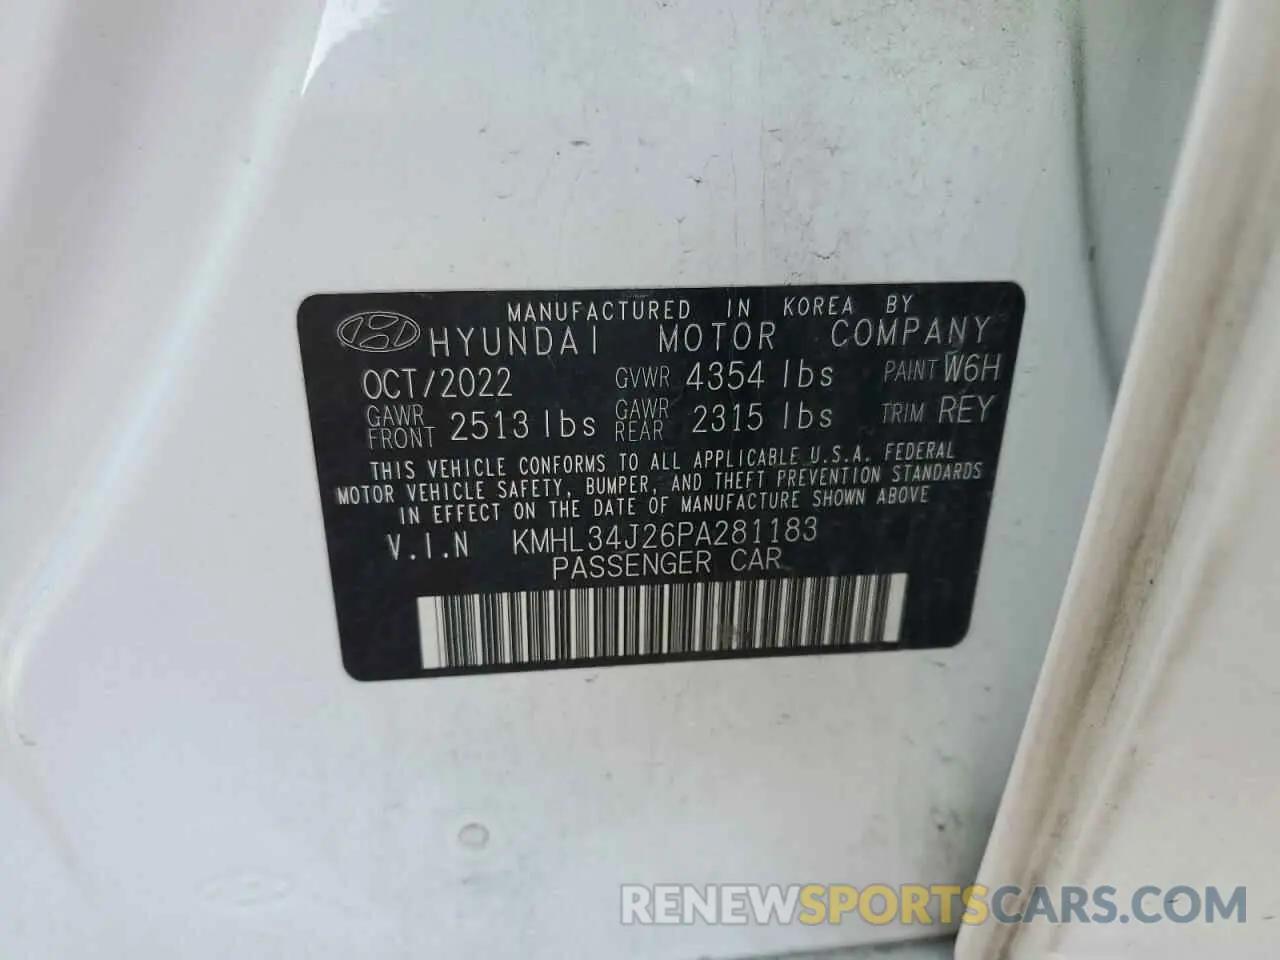 MANUFACTURED IN KOREA BY
HYUNDAI MOTOR COMPANY
OCT/2022 GVWR 4354 lbs PAINT W6H
GAWR FRONT 2513 lbs GAWR REAR 2315 lbs TRIM REY
THIS VEHICLE CONFORMS TO ALL APPLICABLE U.S.A. FEDERAL
MOTOR VEHICLE SAFETY, BUMPER, AND THEFT PREVENTION STANDARDS
IN EFFECT ON THE DATE OF MANUFACTURE SHOWN ABOVE
V.I.N KMHL34J26PA281183
PASSENGER CAR
RENEWSPORTSCARS.COM